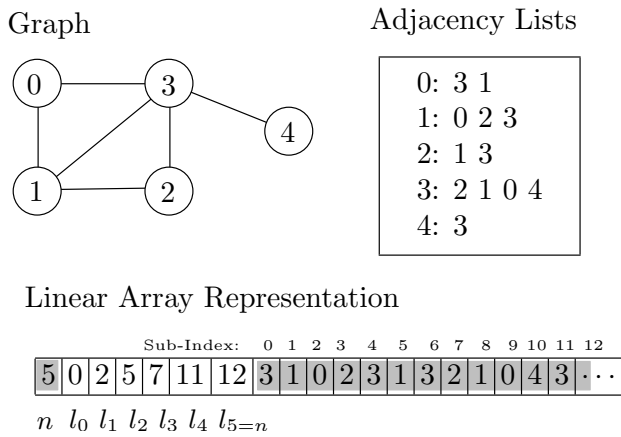 Graph
Adjacency Lists
0
3
4
1
2
0: 3 1
1: 0 2 3
2: 1 3
3: 2 1 0 4
4: 3
Linear Array Representation
Sub-Index: 0 1 2 3 4 5 6 7 8 9 10 11 12
5 0 2 5 7 11 12 3 1 0 2 3 1 3 2 1 0 4 3 ...
n l₀ l₁ l₂ l₃ l₄ l₅₌ₙ